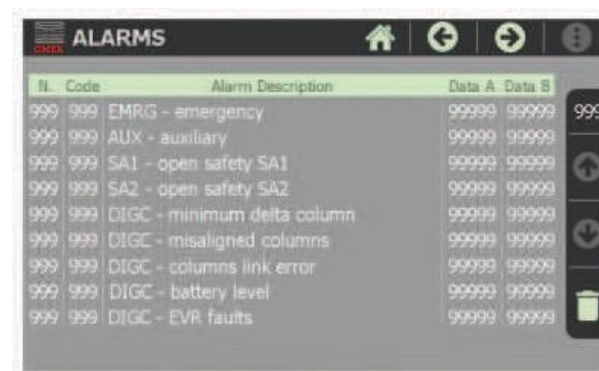 OMER ALARMS
N. Code Alarm Description Data A Data B
999 999 EMRG - emergency 99999 99999 999
999 999 AUX - auxiliary 99999 99999
999 999 SA1 - open safety SA1 99999 99999
999 999 SA2 - open safety SA2 99999 99999
999 999 DIGC - minimum delta column 99999 99999
999 999 DIGC - misaligned columns 99999 99999
999 999 DIGC - columns link error 99999 99999
999 999 DIGC - battery level 99999 99999
999 999 DIGC - EVR faults 99999 99999